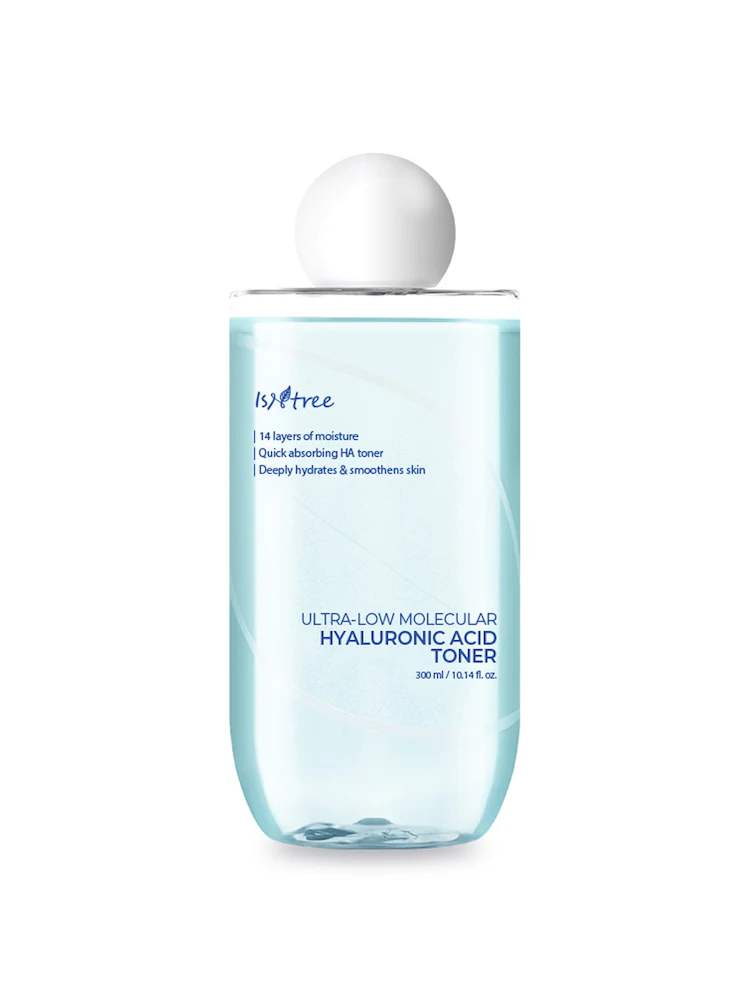 Isntree
14 layers of moisture
Quick absorbing HA toner
Deeply hydrates & smoothens skin
ULTRA-LOW MOLECULAR
HYALURONIC ACID
TONER
300 ml / 10.14 fl. oz.